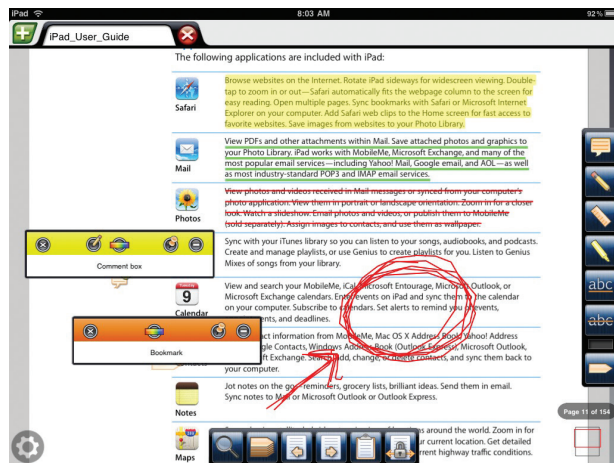 iPad
8:03 AM
92%
iPad_User_Guide
The following applications are included with iPad:
Browse websites on the Internet. Rotate iPad sideways for widescreen viewing. Double-
tap to zoom in or out—Safari automatically fits the webpage column to the screen for
easy reading. Open multiple pages. Sync bookmarks with Safari or Microsoft Internet
Explorer on your computer. Add Safari web clips to the Home screen for fast access to
favorite websites. Save images from websites to your Photo Library.
Safari
View PDFs and other attachments within Mail. Save attached photos and graphics to
your Photo Library. iPad works with MobileMe, Microsoft Exchange, and many of the
most popular email services—including Yahoo! Mail, Google email, and AOL—as well
as most industry-standard POP3 and IMAP email services.
Mail
View photos and videos received in Mail messages or synced from your computer's
photo application. View them in portrait or landscape orientation. Zoom in for a closer
look. Watch a slideshow. Email photos and videos, or publish them to MobileMe
(sold separately). Assign images to contacts, and use them as wallpaper.
Photos
Sync with your iTunes library so you can listen to your songs, audiobooks, and podcasts.
Create and manage playlists, or use Genius to create playlists for you. Listen to Genius
Mixes of songs from your library.
Comment box
View and search your MobileMe, iCal, Microsoft Entourage, Microsoft Outlook, or
Microsoft Exchange calendars. Enter events on iPad and sync them to the calendar
on your computer. Subscribe to calendars. Set alerts to remind you of events,
and deadlines.
9
Calendar
Bookmark
information from MobileMe, Mac OS X Address Book, Yahoo! Address
Contacts, Windows Address Book (Outlook Express), Microsoft Outlook,
Exchange. Search, add, change, or delete contacts, and sync them back to
your computer.
Jot notes on the go—reminders, grocery lists, brilliant ideas. Send them in email.
Sync notes to Mail or Microsoft Outlook or Outlook Express.
Notes
around the world. Zoom in for
current location. Get detailed
highway traffic conditions.
Maps
abc
abc
Page 11 of 154